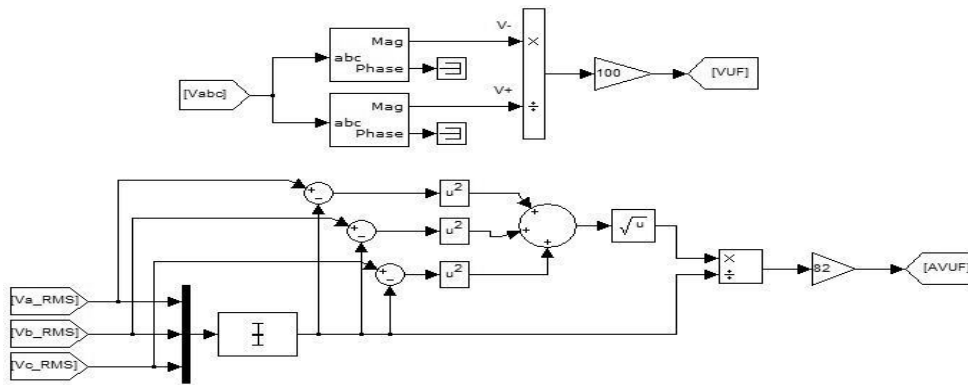 V-
Mag
abc
Phase
[Vabc]
×
÷
100
[VUF]
V+
Mag
abc
Phase
+
−
u²
+
−
u²
+
+
+
√u
+
−
u²
×
÷
82
[AVUF]
[Va_RMS]
[Vb_RMS]
[Vc_RMS]